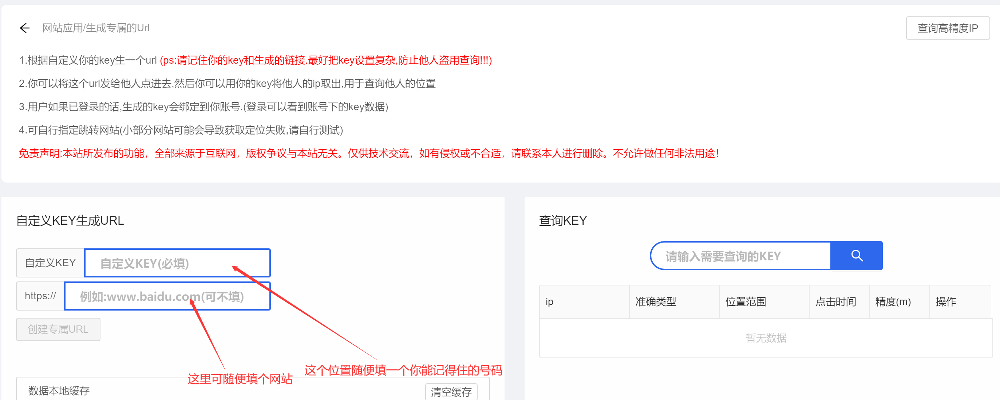 网站应用/生成专属的Url
查询高精度IP
1.根据自定义你的key生一个url (ps:请记住你的key和生成的链接.最好把key设置复杂,防止他人盗用查询!!!)
2.你可以将这个url发给他人点进去,然后你可以用你的key将他人的ip取出,用于查询他人的位置
3.用户如果已登录的话,生成的key会绑定到你账号.(登录可以看到账号下的key数据)
4.可自行指定跳转网站(小部分网站可能会导致获取定位失败,请自行测试)
免责声明:本站所发布的功能，全部来源于互联网，版权争议与本站无关。仅供技术交流，如有侵权或不合适，请联系本人进行删除。不允许做任何非法用途！
自定义KEY生成URL
自定义KEY 自定义KEY(必填)
https:// 例如:www.baidu.com(可不填)
创建专属URL
这个位置随便填一个你能记得住的号码
这里可随便填个网站
数据本地缓存
清空缓存
查询KEY
请输入需要查询的KEY
ip 准确类型 位置范围 点击时间 精度(m) 操作
暂无数据